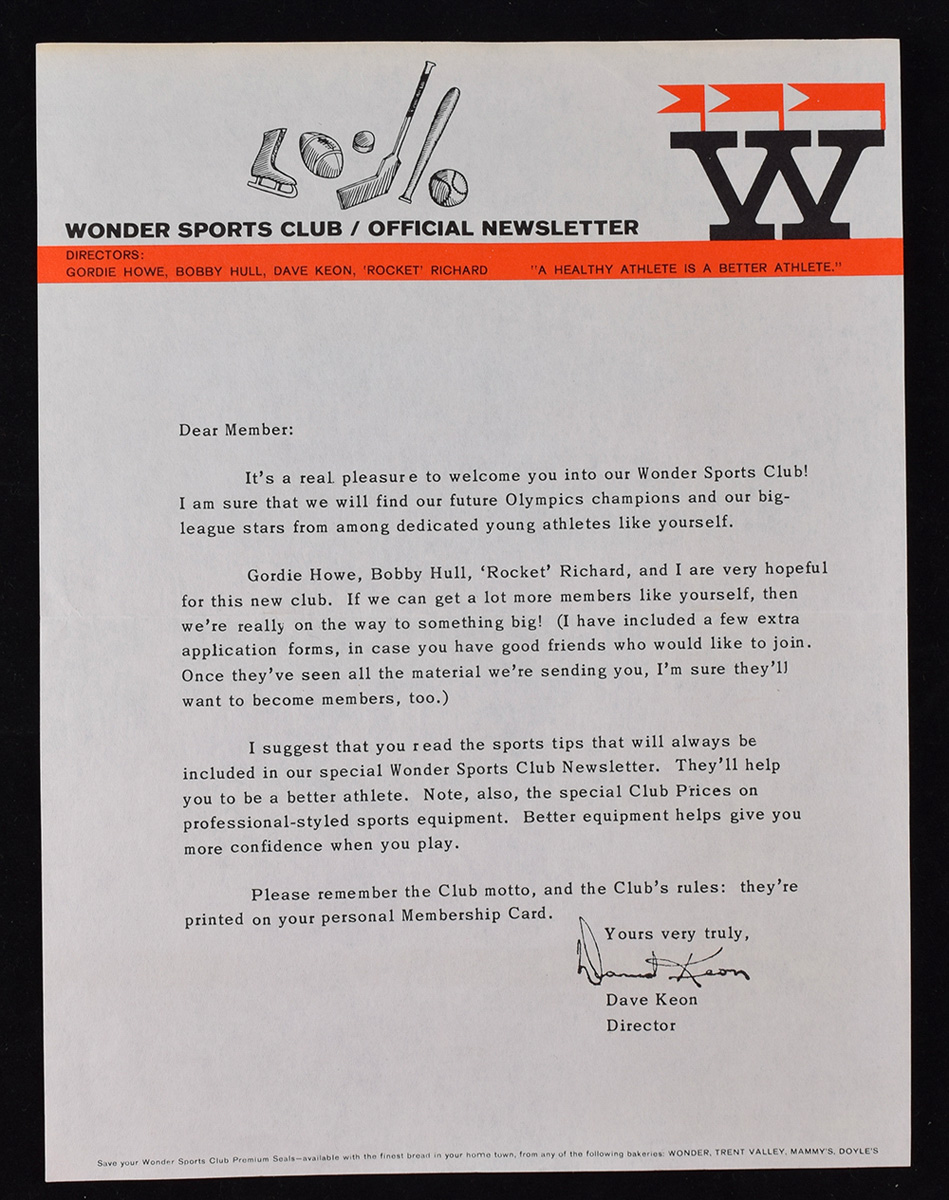 W
WONDER SPORTS CLUB / OFFICIAL NEWSLETTER
DIRECTORS:
GORDIE HOWE, BOBBY HULL, DAVE KEON, 'ROCKET' RICHARD "A HEALTHY ATHLETE IS A BETTER ATHLETE."
Dear Member:
It's a real pleasure to welcome you into our Wonder Sports Club!
I am sure that we will find our future Olympics champions and our big-
league stars from among dedicated young athletes like yourself.
Gordie Howe, Bobby Hull, 'Rocket' Richard, and I are very hopeful
for this new club. If we can get a lot more members like yourself, then
we're really on the way to something big! (I have included a few extra
application forms, in case you have good friends who would like to join.
Once they've seen all the material we're sending you, I'm sure they'll
want to become members, too.)
I suggest that you read the sports tips that will always be
included in our special Wonder Sports Club Newsletter. They'll help
you to be a better athlete. Note, also, the special Club Prices on
professional-styled sports equipment. Better equipment helps give you
more confidence when you play.
Please remember the Club motto, and the Club's rules: they're
printed on your personal Membership Card.
Yours very truly,
David Keon
Dave Keon
Director
Save your Wonder Sports Club Premium Seals—available with the finest bread in your home town, from any of the following bakeries: WONDER, TRENT VALLEY, MAMMY'S, DOYLE'S